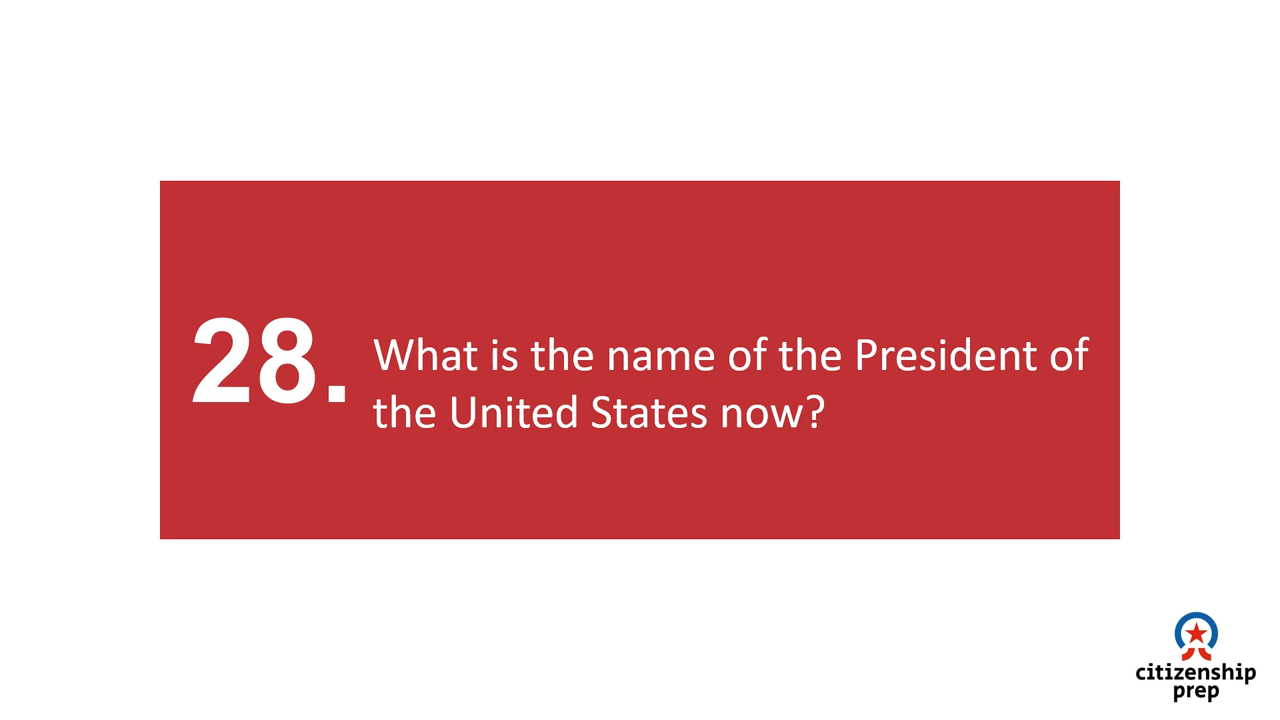 28.
What is the name of the President of
the United States now?
citizenship
prep